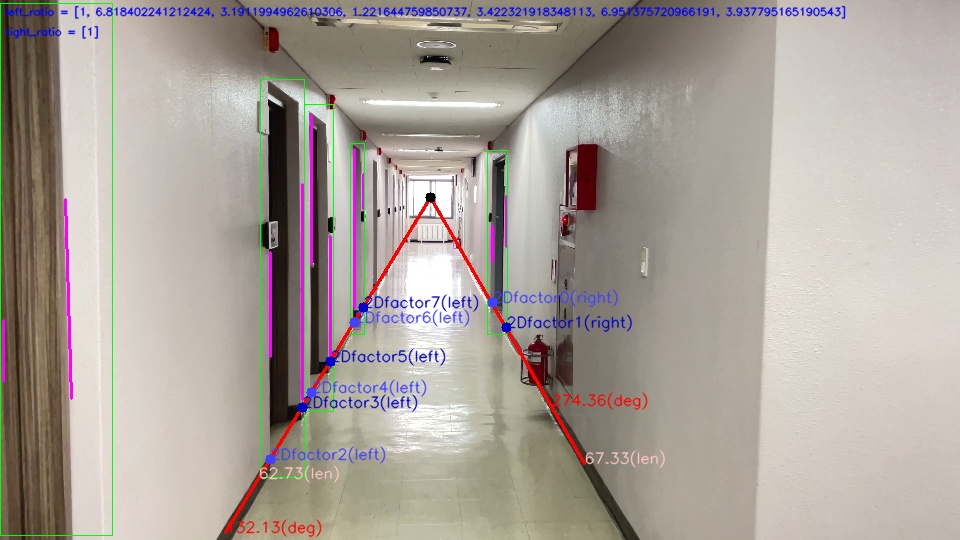 left_ratio = [1, 6.818402241212424, 3.1911994962610306, 1.221644759850737, 3.422321918348113, 6.951375720966191, 3.937795165190543]
right_ratio = [1]
2Dfactor7(left)
2Dfactor0(right)
2Dfactor6(left)
2Dfactor1(right)
2Dfactor5(left)
2Dfactor4(left)
2Dfactor3(left)
274.36(deg)
2Dfactor2(left)
67.33(len)
62.73(len)
132.13(deg)